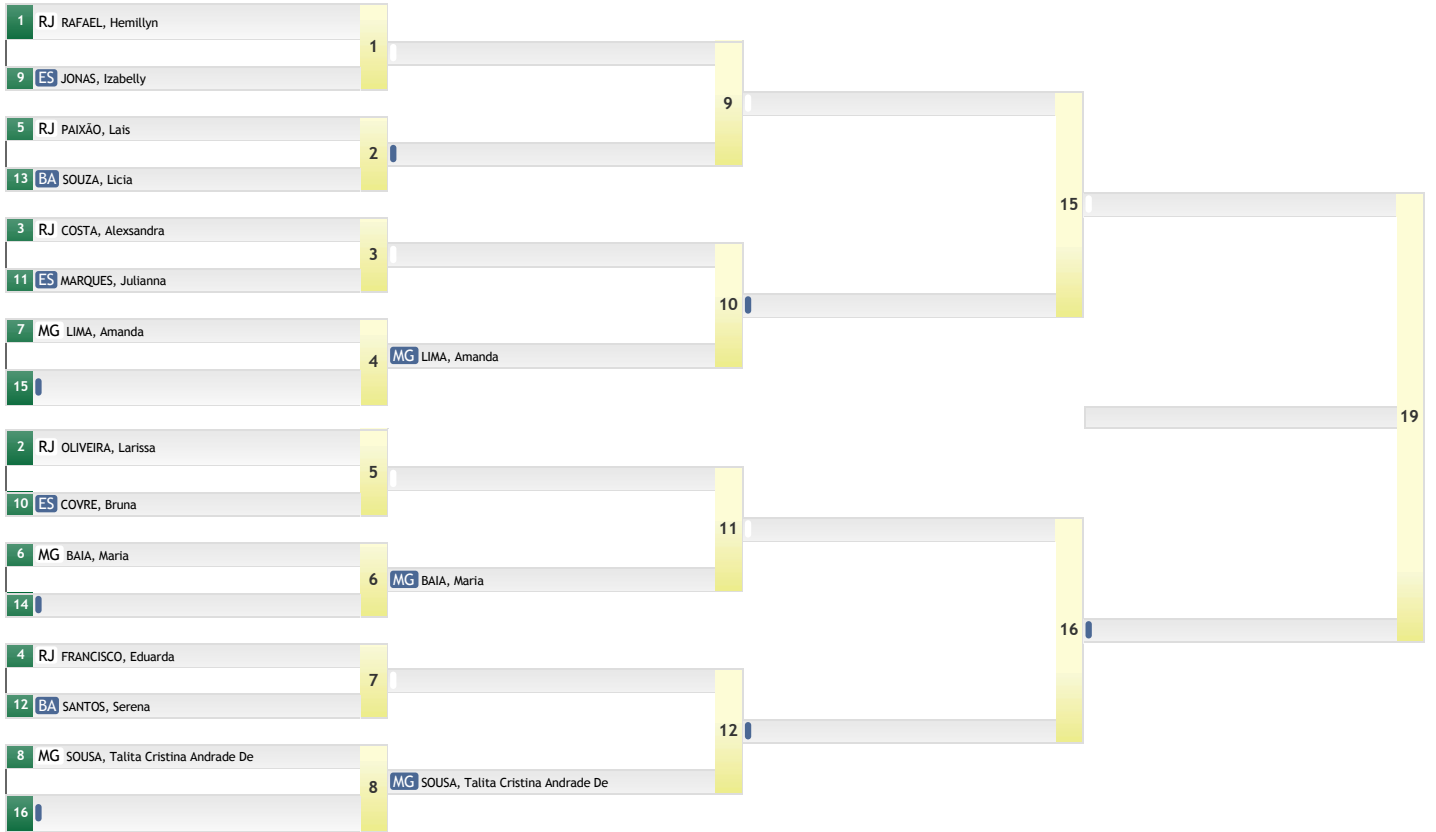 1 RJ RAFAEL, Hemillyn
1
9 ES JONAS, Izabelly
9
5 RJ PAIXÃO, Lais
2
13 BA SOUZA, Licia
15
3 RJ COSTA, Alexsandra
3
11 ES MARQUES, Julianna
10
7 MG LIMA, Amanda
4 MG LIMA, Amanda
15
19
2 RJ OLIVEIRA, Larissa
5
10 ES COVRE, Bruna
11
6 MG BAIA, Maria
6 MG BAIA, Maria
14
16
4 RJ FRANCISCO, Eduarda
7
12 BA SANTOS, Serena
12
8 MG SOUSA, Talita Cristina Andrade De
8 MG SOUSA, Talita Cristina Andrade De
16